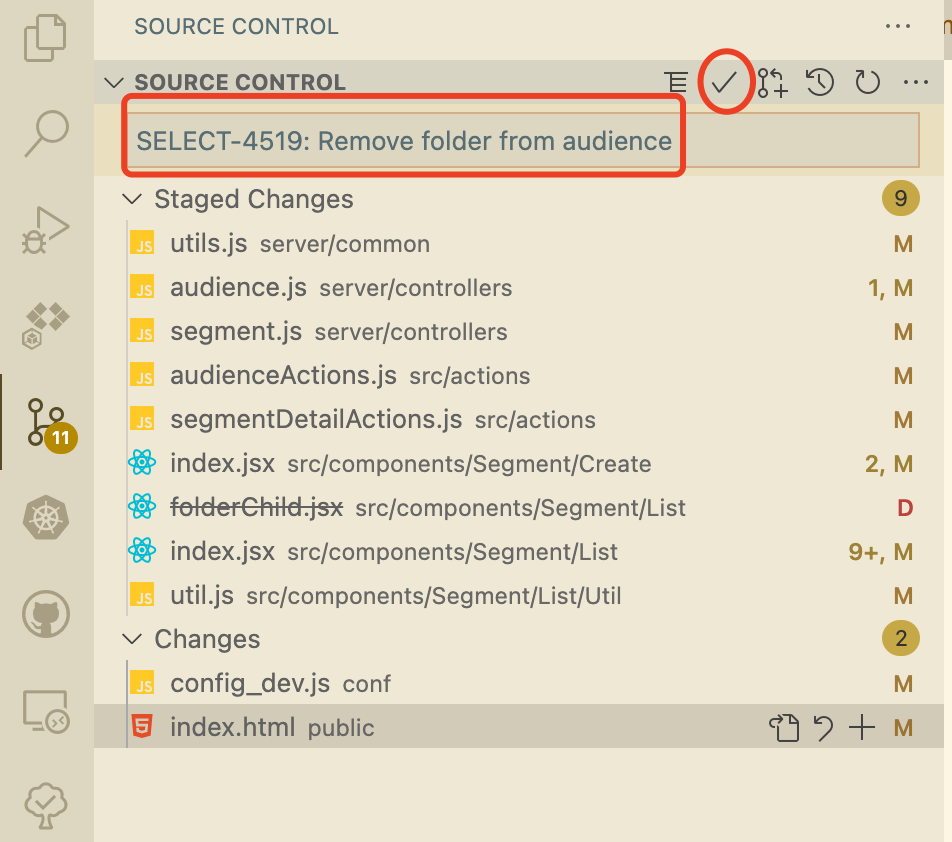 SOURCE CONTROL
SOURCE CONTROL
SELECT-4519: Remove folder from audience
Staged Changes 9
JS utils.js server/common M
JS audience.js server/controllers 1, M
JS segment.js server/controllers M
JS audienceActions.js src/actions M
JS segmentDetailActions.js src/actions M
index.jsx src/components/Segment/Create 2, M
11
folderChild.jsx src/components/Segment/List D
index.jsx src/components/Segment/List 9+, M
JS util.js src/components/Segment/List/Util M
Changes 2
JS config_dev.js conf M
5 index.html public M